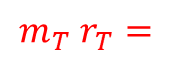 m_T r_T =